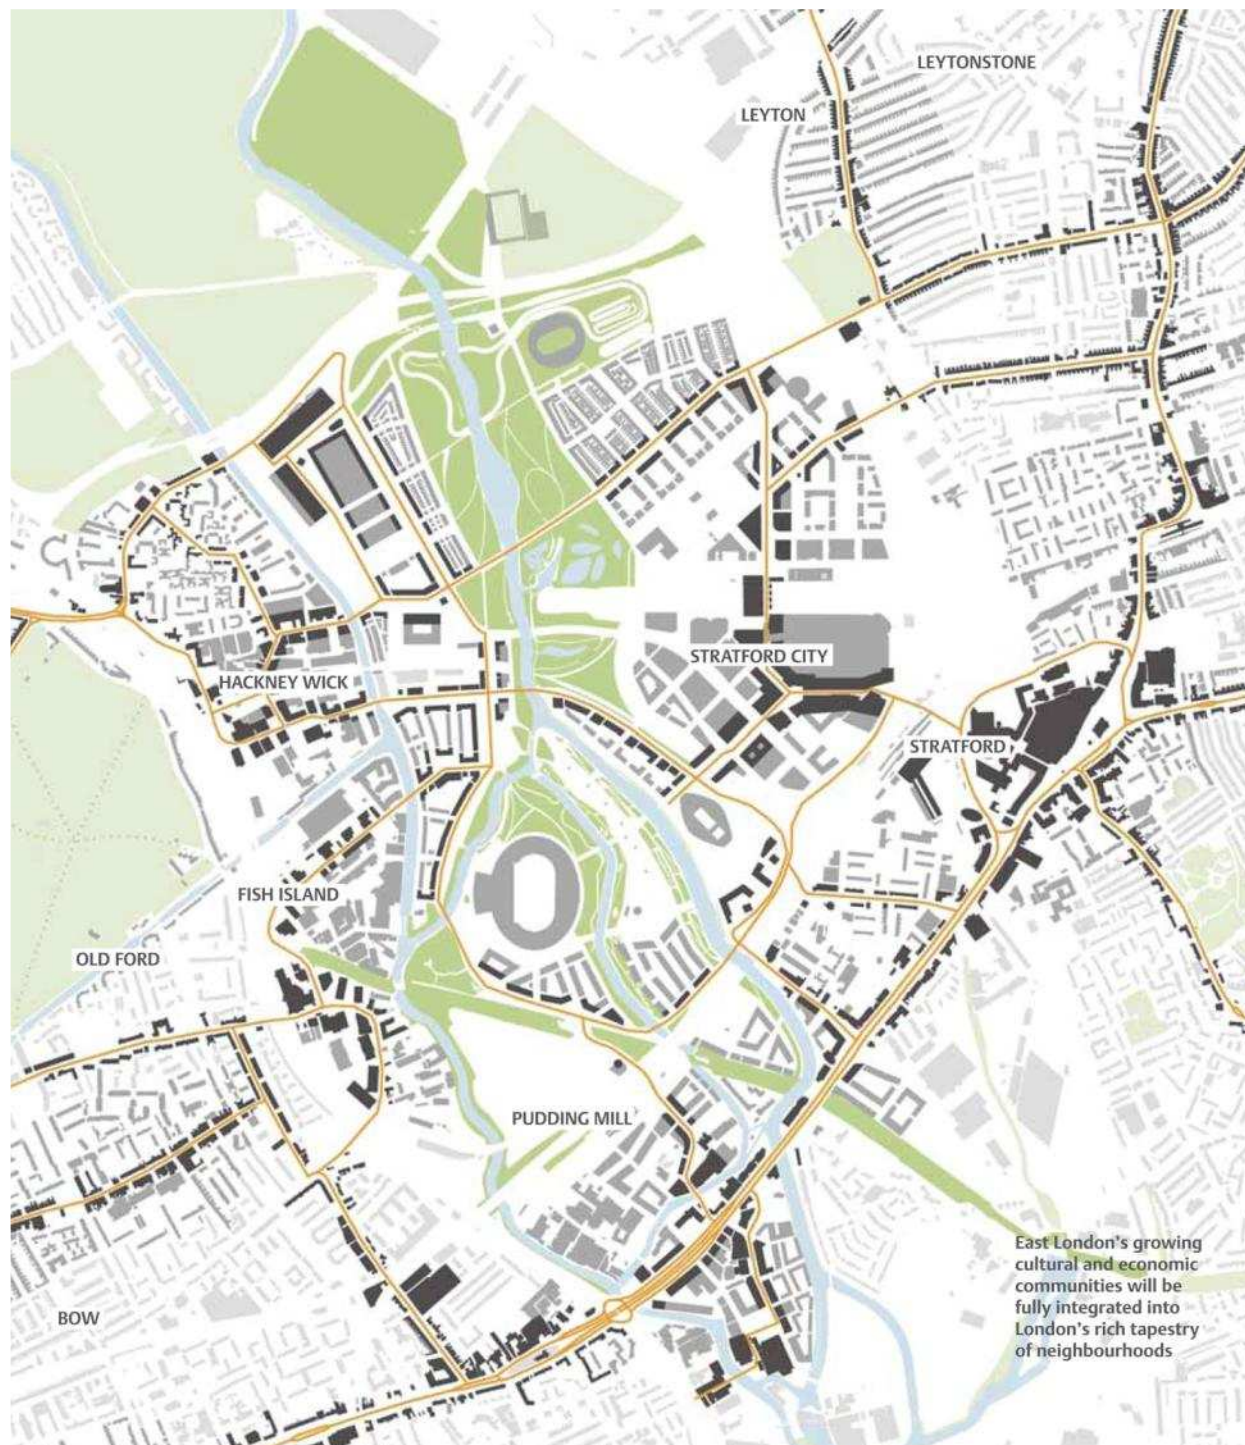 LEYTONSTONE
LEYTON
STRATFORD CITY
HACKNEY WICK
STRATFORD
FISH ISLAND
OLD FORD
PUDDING MILL
East London's growing
cultural and economic
communities will be
fully integrated into
London's rich tapestry
of neighbourhoods
BOW